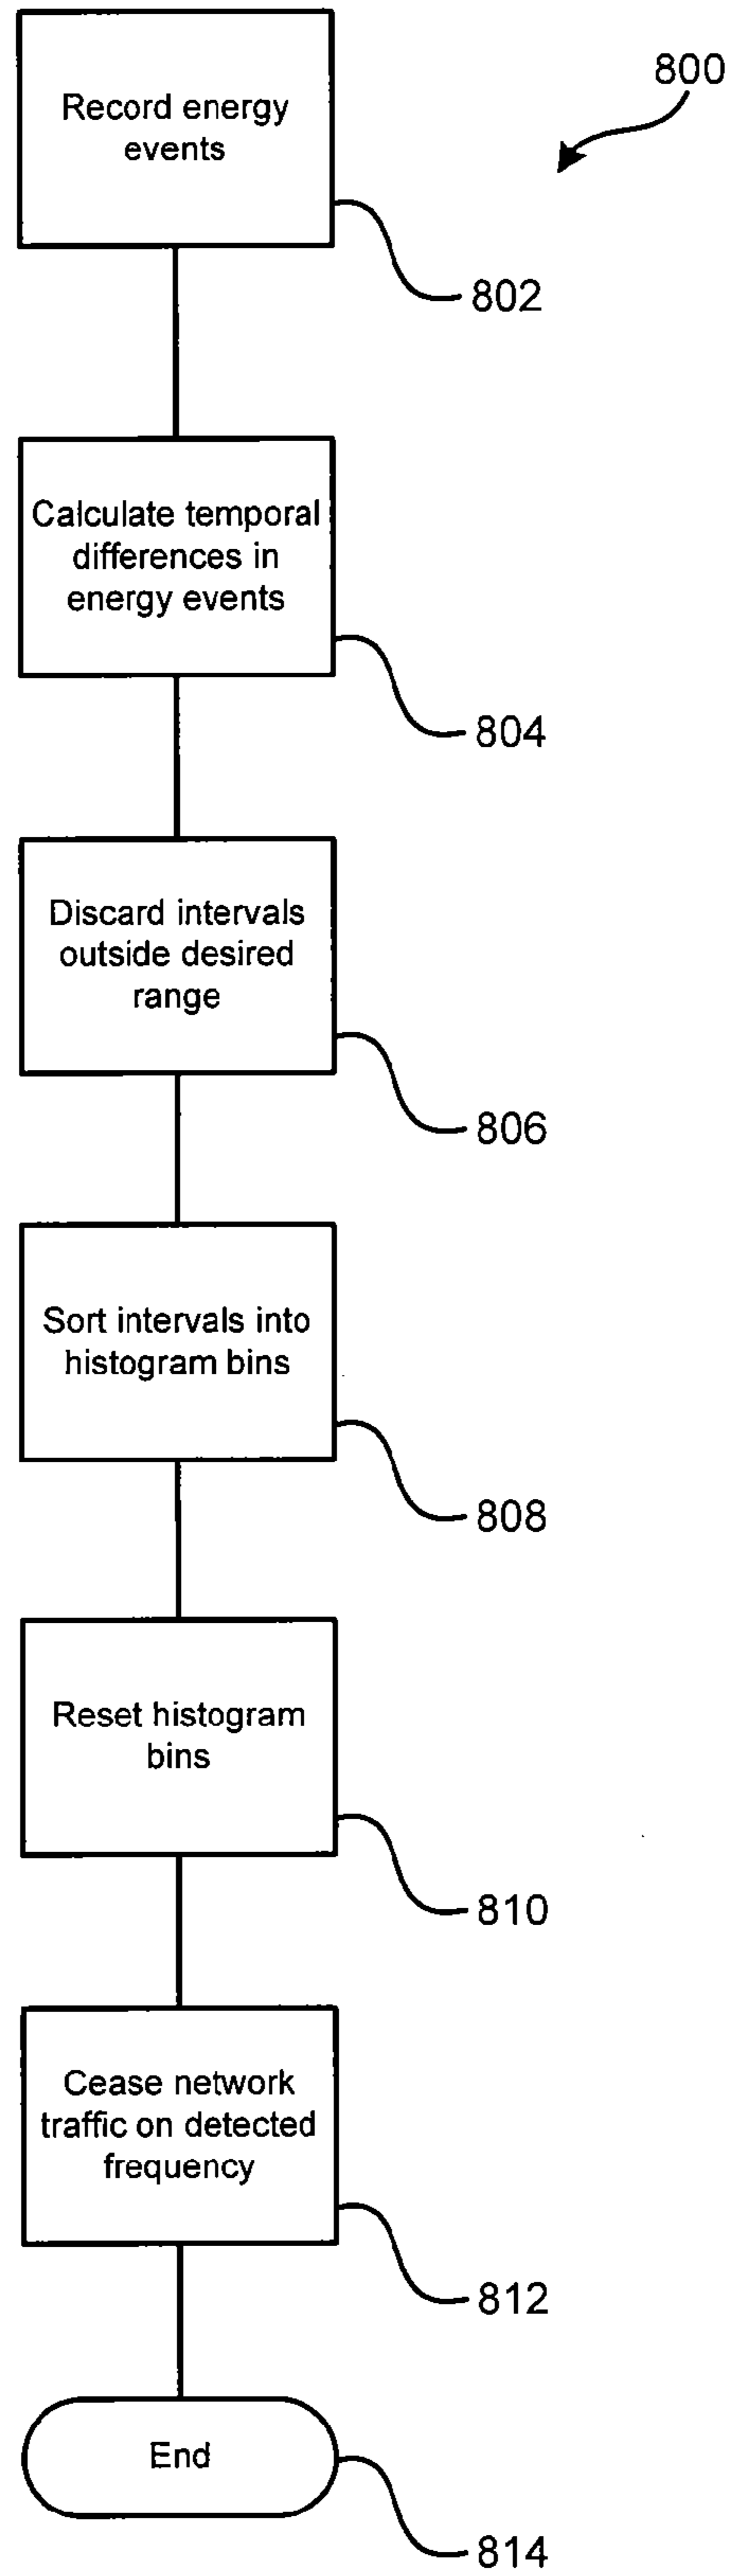 800
Record energy
events
802
Calculate temporal
differences in
energy events
804
Discard intervals
outside desired
range
806
Sort intervals into
histogram bins
808
Reset histogram
bins
810
Cease network
traffic on detected
frequency
812
End
814